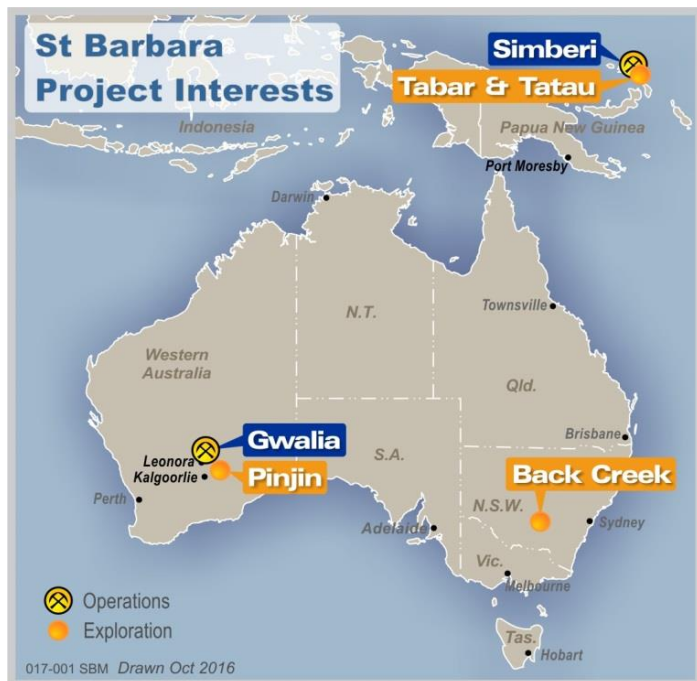 St Barbara
Project Interests
Simberi
Tabar & Tatau
Indonesia
Papua New Guinea
Port Moresby
Darwin
N.T.
Townsville
Western
Australia
Qld.
Brisbane
Gwalia
Leonora
Kalgoorlie
Pinjin
S.A.
Back Creek
Perth
N.S.W.
Sydney
Adelaide
Vic.
Melbourne
Operations
Exploration
Tas.
Hobart
017-001 SBM Drawn Oct 2016